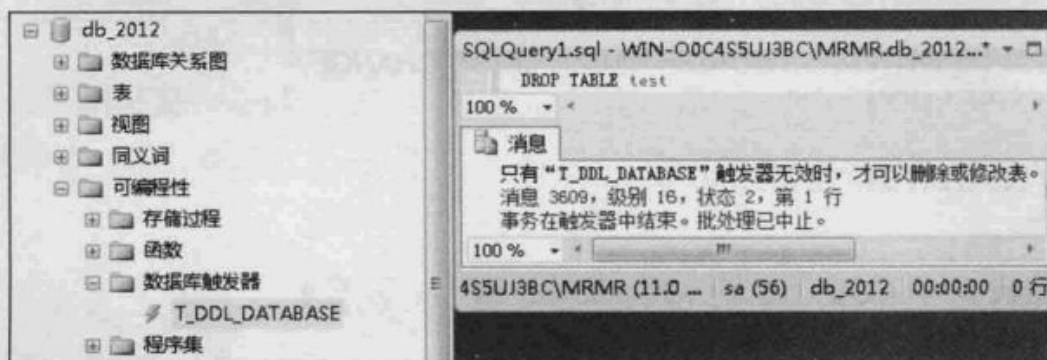 db_2012
数据库关系图
表
视图
同义词
可编程性
存储过程
函数
数据库触发器
T_DDL_DATABASE
程序集
SQLQuery1.sql - WIN-O0C4S5UJ3BC\MRMR.db_2012...*
DROP TABLE test
100 %
消息
只有“T_DDL_DATABASE”触发器无效时，才可以删除或修改表。
消息 3609，级别 16，状态 2，第 1 行
事务在触发器中结束。批处理已中止。
100 %
4S5UJ3BC\MRMR (11.0 ... sa (56) db_2012 00:00:00 0 行